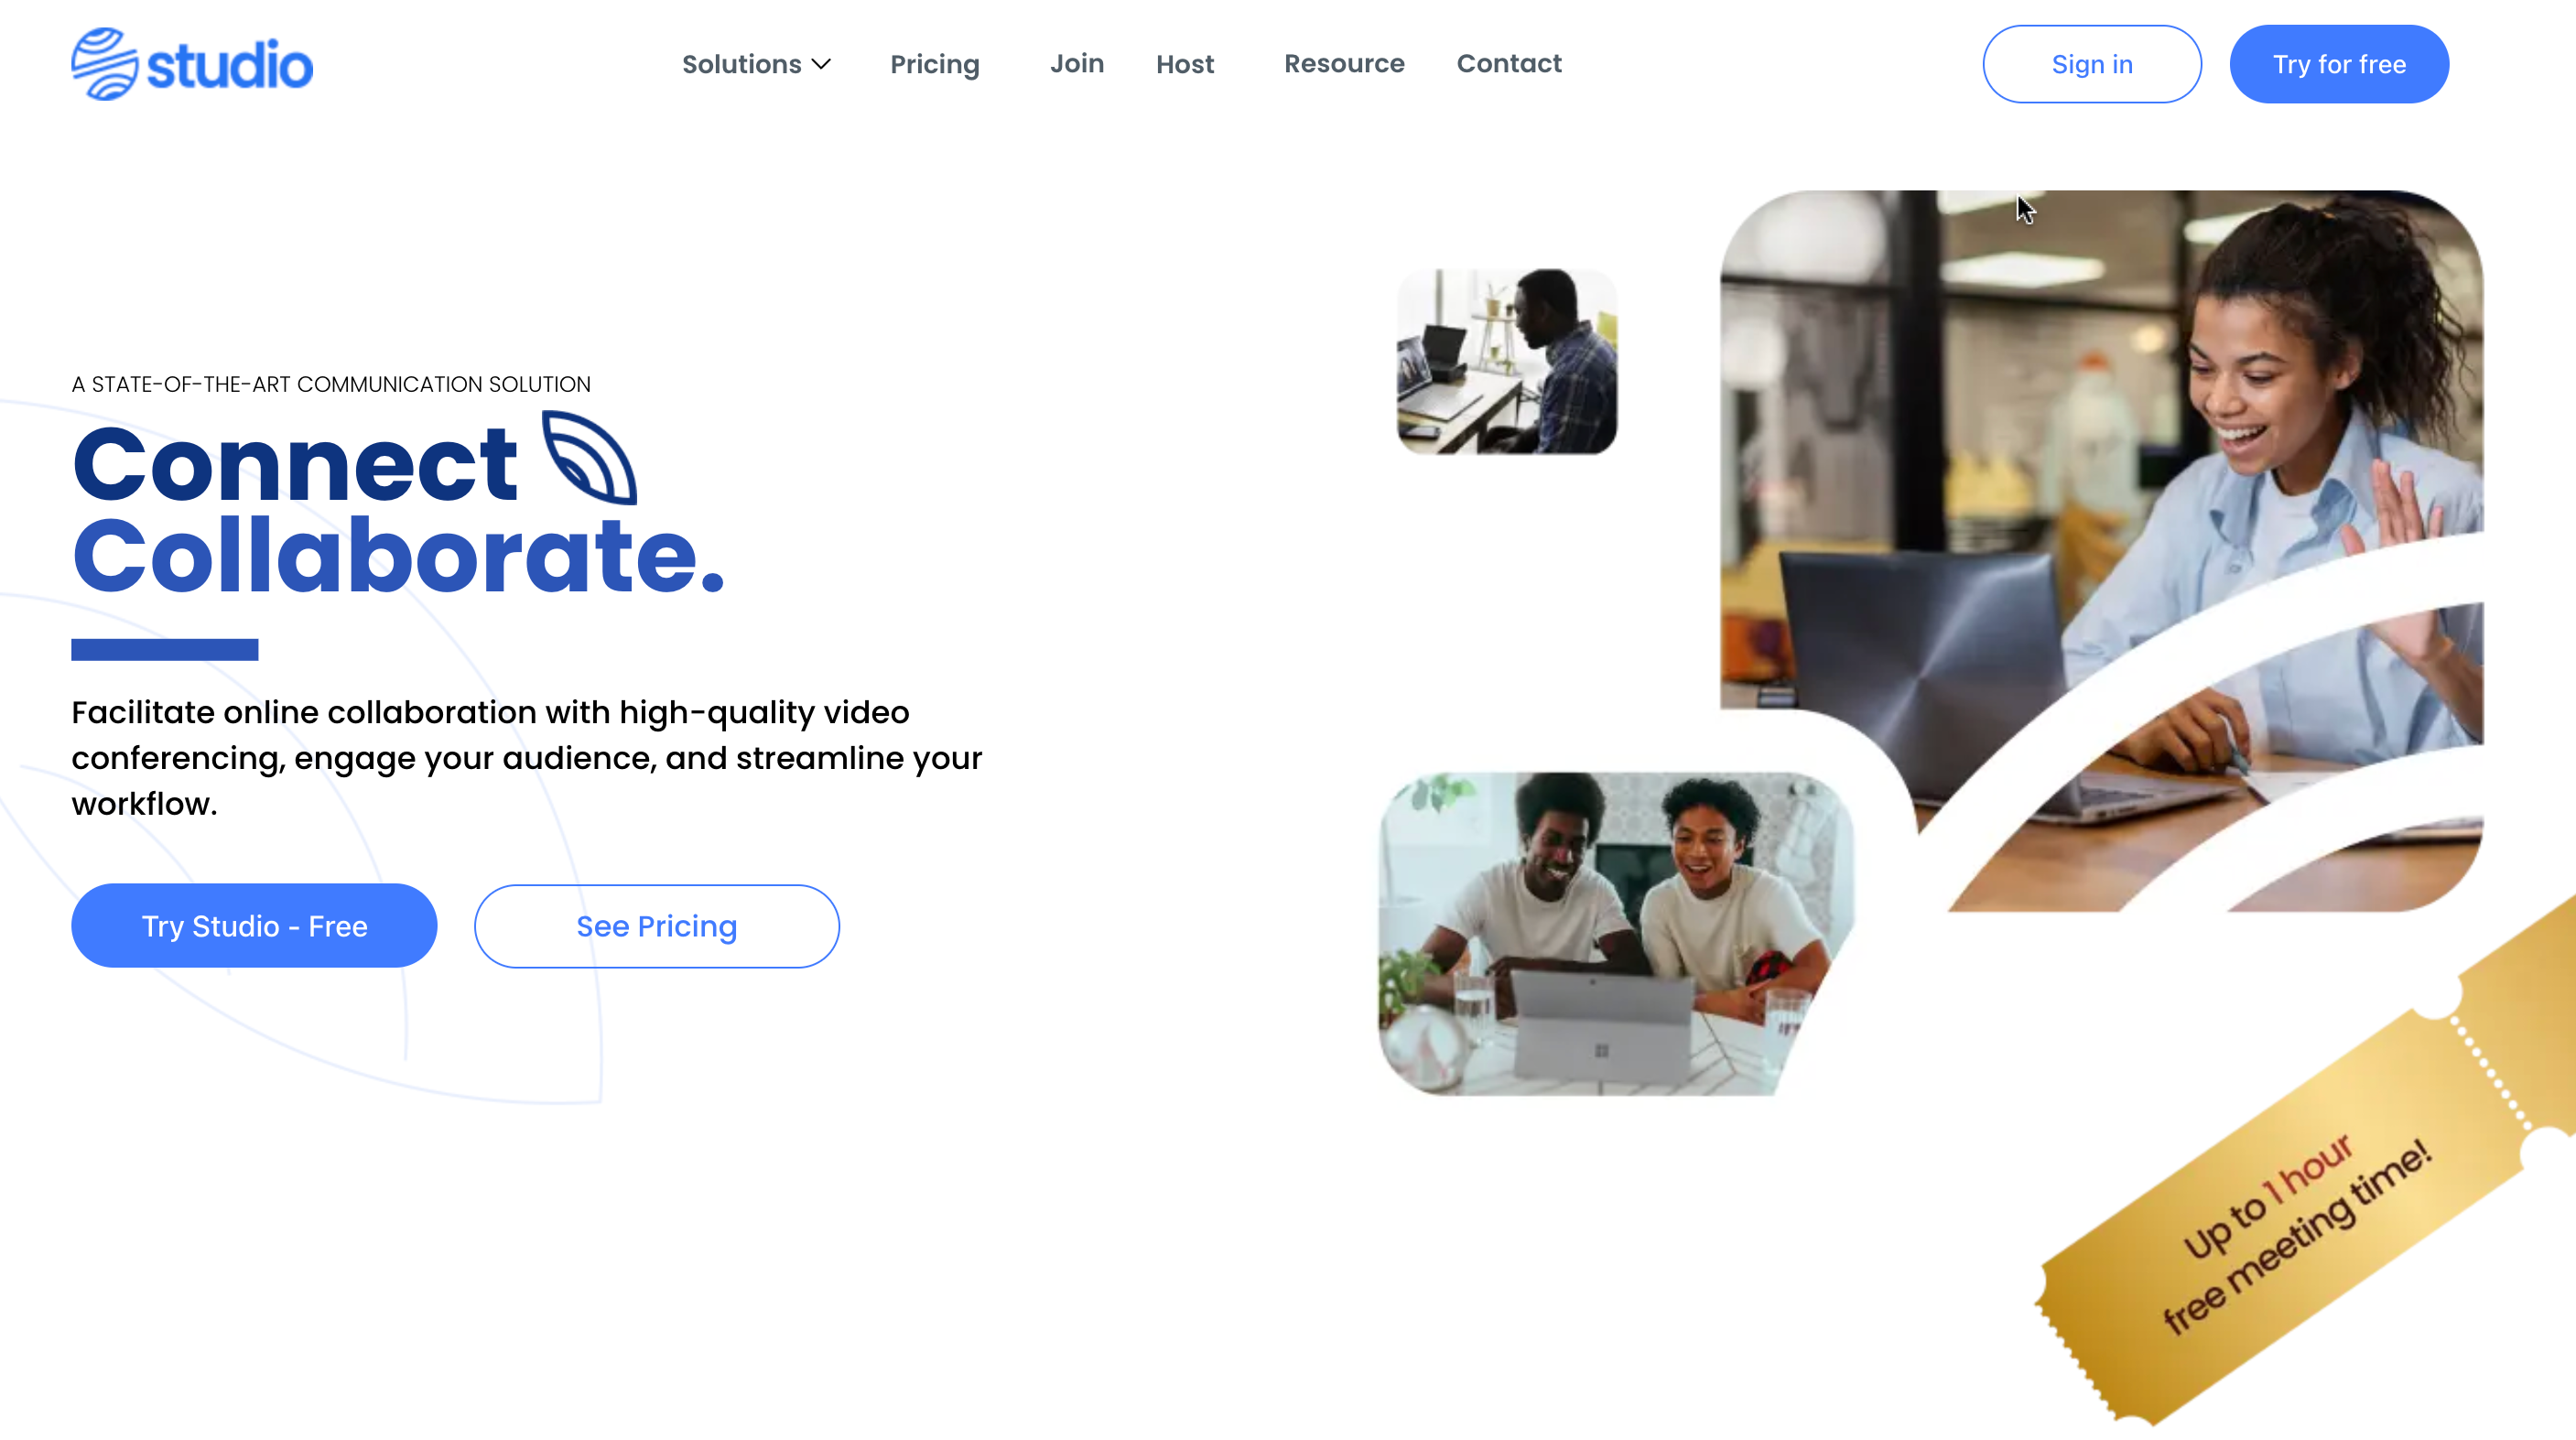 studio
Solutions
Pricing
Join
Host
Resource
Contact
Sign in
Try for free
A STATE-OF-THE-ART COMMUNICATION SOLUTION
Connect
Collaborate.
Facilitate online collaboration with high-quality video
conferencing, engage your audience, and streamline your
workflow.
Try Studio - Free
See Pricing
Up to 1 hour
free meeting time!